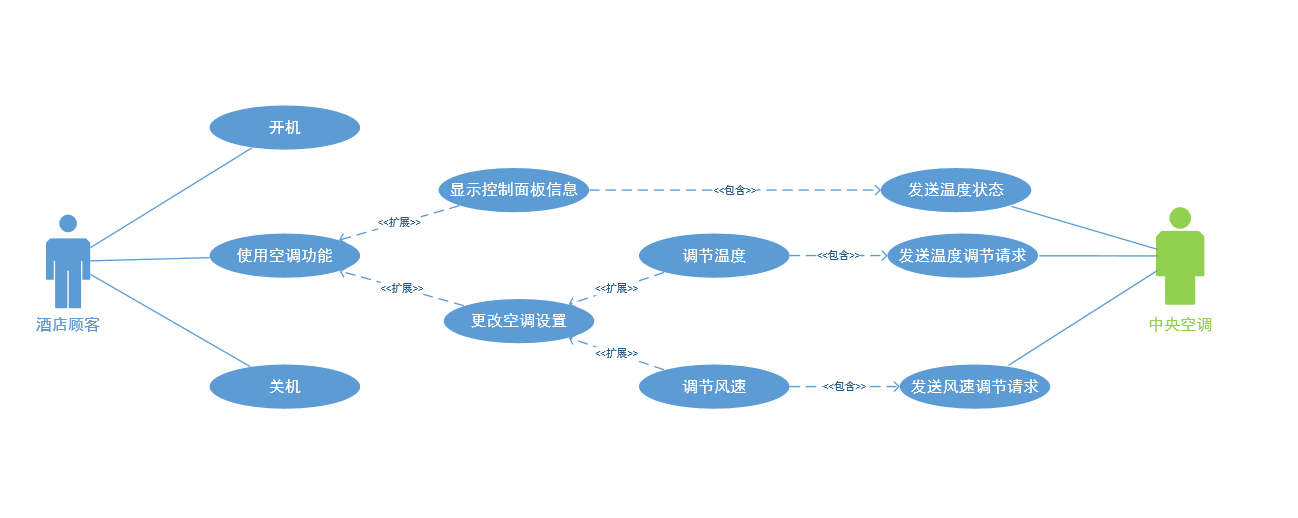 开机
显示控制面板信息
<<包含>>
发送温度状态
<<扩展>>
使用空调功能
调节温度
<<包含>>
发送温度调节请求
<<扩展>>
<<扩展>>
更改空调设置
酒店顾客
中央空调
<<扩展>>
关机
调节风速
<<包含>>
发送风速调节请求